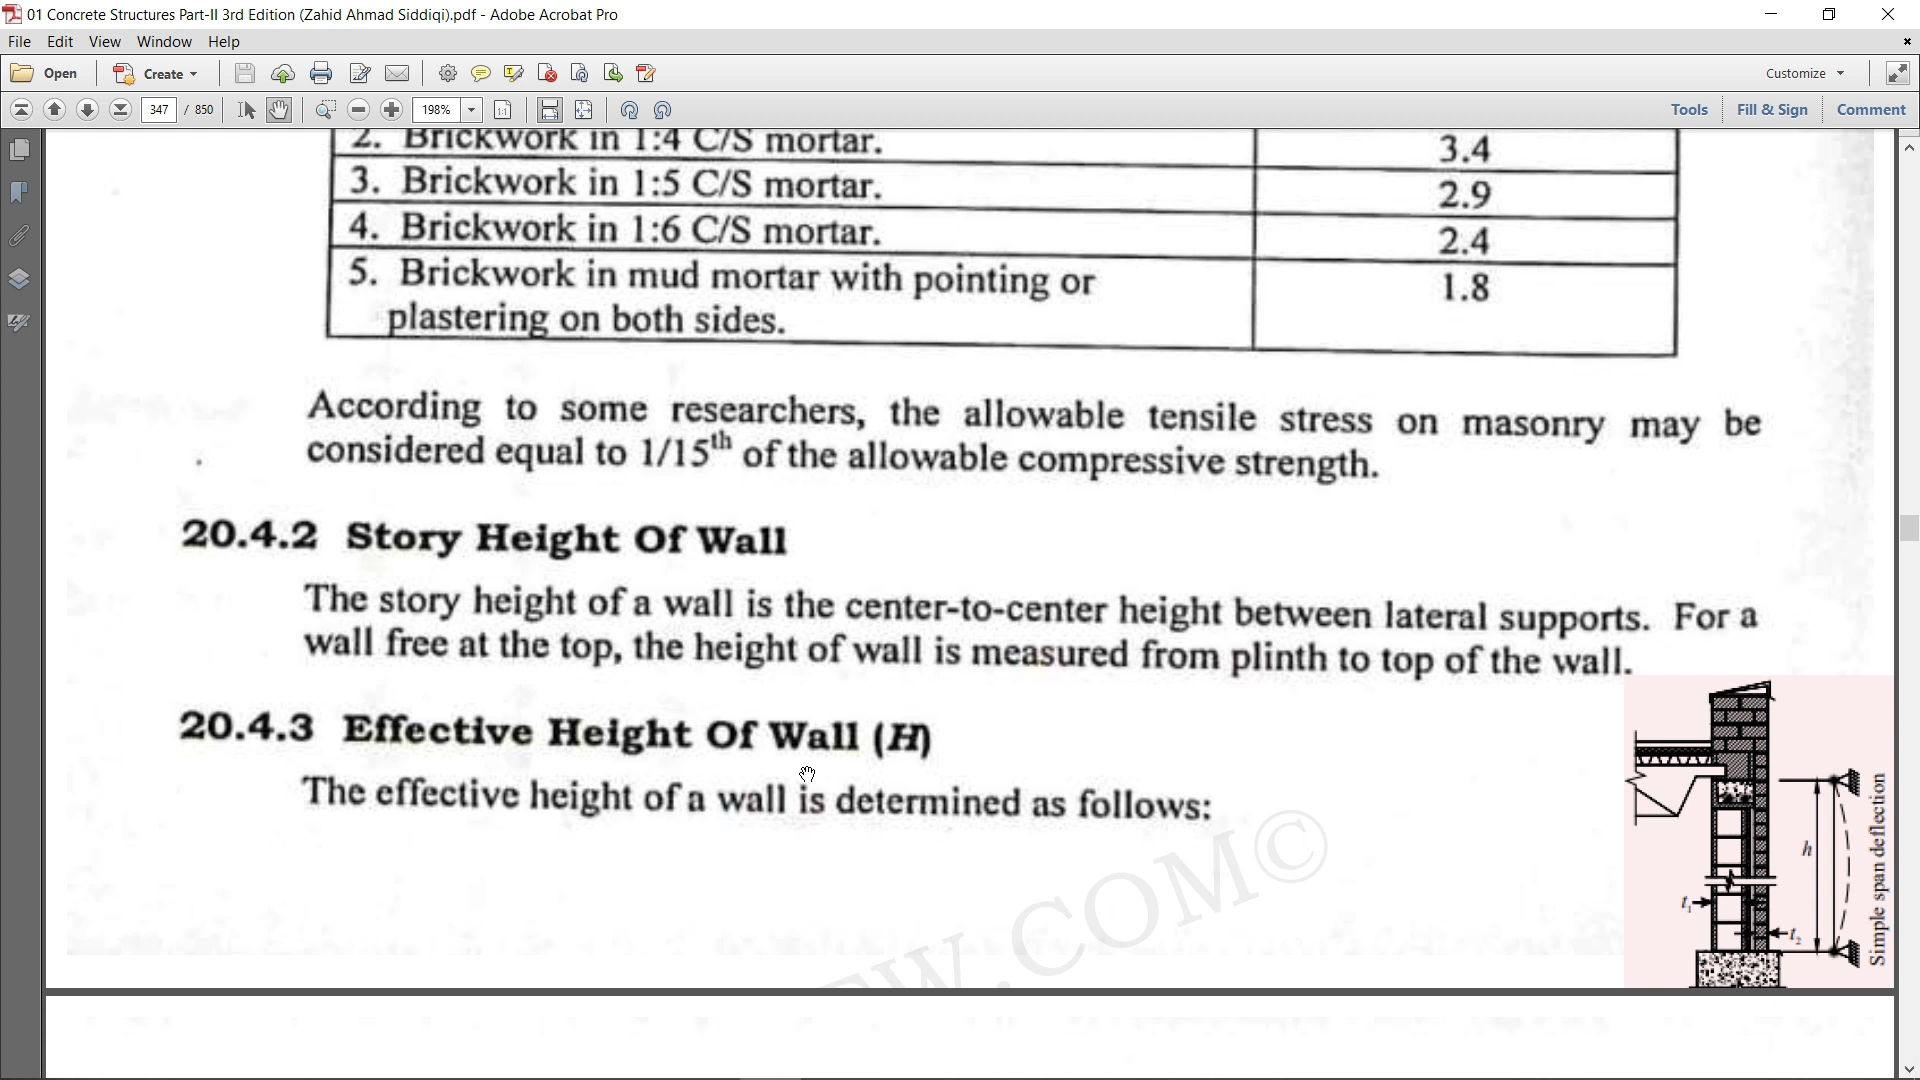 01 Concrete Structures Part-II 3rd Edition (Zahid Ahmad Siddiqi).pdf - Adobe Acrobat Pro
File Edit View Window Help
Open Create Customize
347 / 850 198% Tools Fill & Sign Comment
2. Brickwork in 1:4 C/S mortar. 3.4
3. Brickwork in 1:5 C/S mortar. 2.9
4. Brickwork in 1:6 C/S mortar. 2.4
5. Brickwork in mud mortar with pointing or 1.8
plastering on both sides.
According to some researchers, the allowable tensile stress on masonry may be
considered equal to 1/15th of the allowable compressive strength.
20.4.2 Story Height Of Wall
The story height of a wall is the center-to-center height between lateral supports. For a
wall free at the top, the height of wall is measured from plinth to top of the wall.
20.4.3 Effective Height Of Wall (H)
The effective height of a wall is determined as follows:
h
t1
t2
Simple span deflection
W.COM©